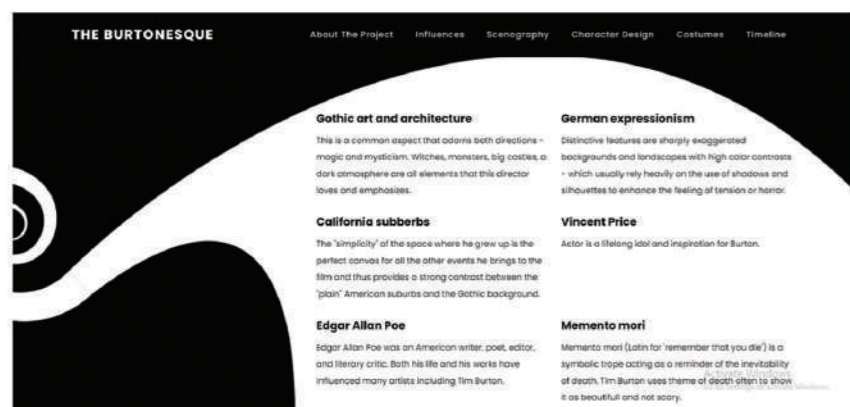 THE BURTONESQUE
About The Project
Influences
Scenography
Character Design
Costumes
Timeline
Gothic art and architecture
This is a common aspect that adorns both directions -
magic and mysticism. Witches, monsters, big castles, a
dark atmosphere are all elements that this director
loves and emphasizes.
German expressionism
Distinctive features are sharply exaggerated
backgrounds and landscapes with high color contrasts
- which usually rely heavily on the use of shadows and
silhouettes to enhance the feeling of tension or horror.
California subberbs
The "simplicity" of the space where he grew up is the
perfect canvas for all the other events he brings to the
film and thus provides a strong contrast between the
"plain" American suburbs and the Gothic background.
Vincent Price
Actor is a lifelong idol and inspiration for Burton.
Edgar Allan Poe
Edgar Allan Poe was an American writer, poet, editor,
and literary critic. Both his life and his works have
influenced many artists including Tim Burton.
Memento mori
Memento mori (Latin for 'remember that you die') is a
symbolic trope acting as a reminder of the inevitability
of death. Tim Burton uses theme of death often to show
it as beautifull and not scary.
Activate Windows